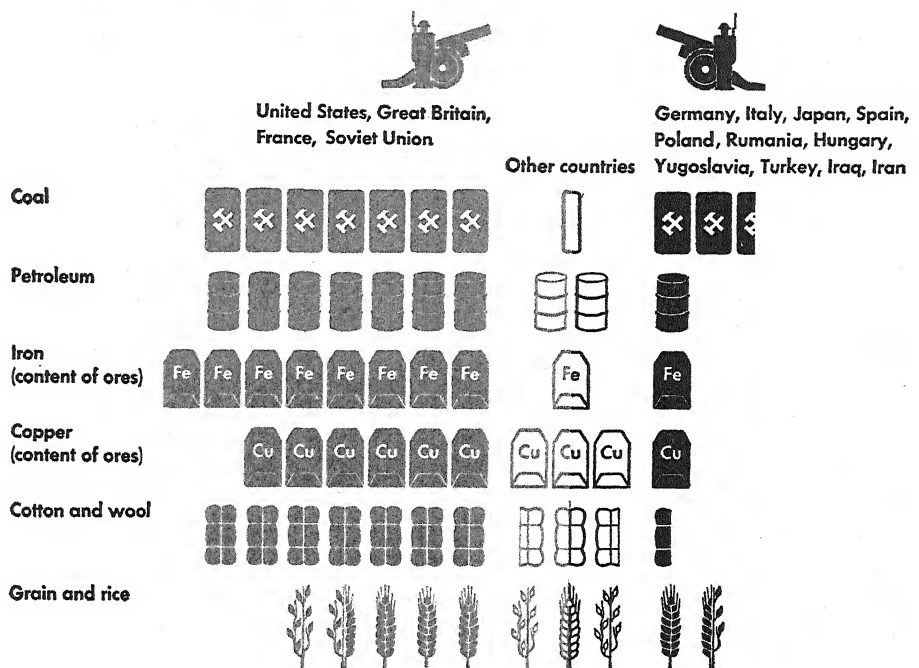 United States, Great Britain,
France, Soviet Union
Germany, Italy, Japan, Spain,
Poland, Rumania, Hungary,
Yugoslavia, Turkey, Iraq, Iran
Other countries
Coal
Petroleum
Iron
(content of ores)
Fe Fe Fe Fe Fe Fe Fe Fe Fe Fe
Copper
(content of ores)
Cu Cu Cu Cu Cu Cu Cu Cu Cu Cu
Cotton and wool
Grain and rice